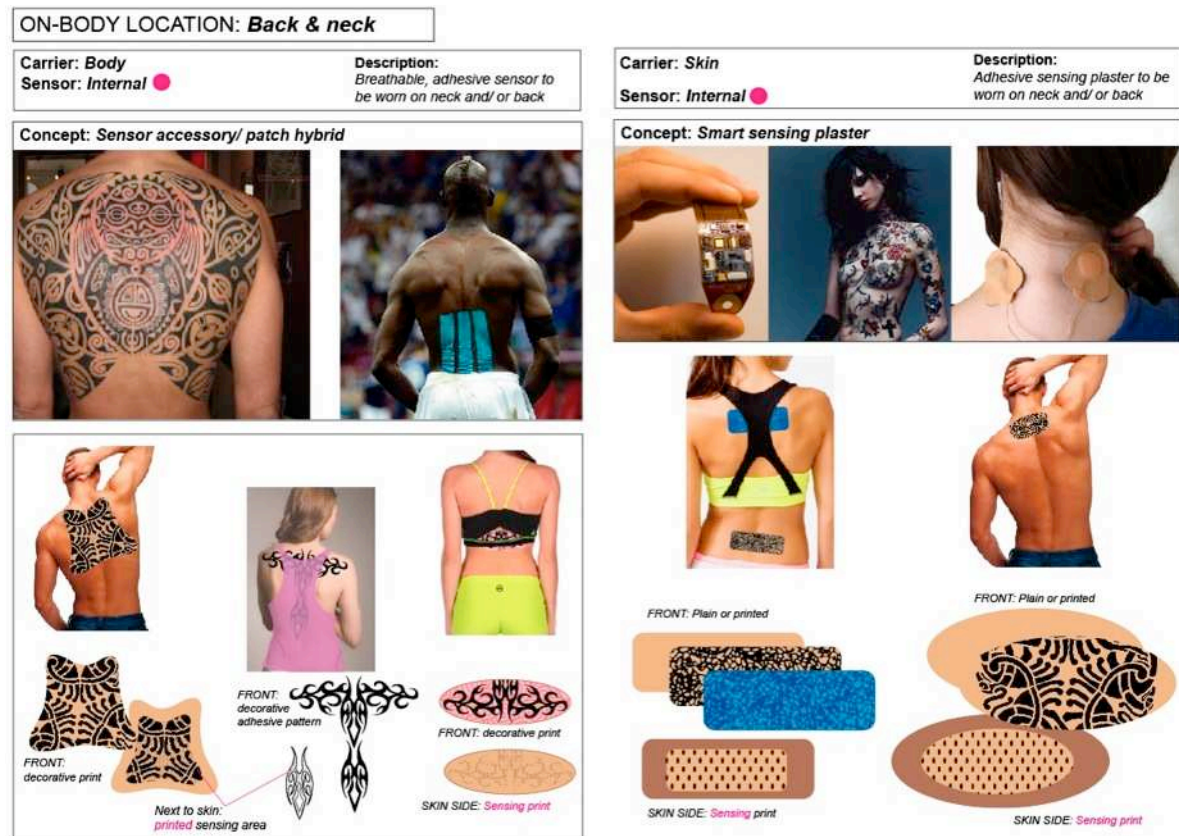 ON-BODY LOCATION: Back & neck
Carrier: Body
Sensor: Internal
Description:
Breathable, adhesive sensor to
be worn on neck and/ or back
Concept: Sensor accessory/ patch hybrid
FRONT:
decorative print
Next to skin:
printed sensing area
FRONT:
decorative
adhesive pattern
FRONT: decorative print
SKIN SIDE: Sensing print
Carrier: Skin
Sensor: Internal
Description:
Adhesive sensing plaster to be
worn on neck and/ or back
Concept: Smart sensing plaster
FRONT: Plain or printed
SKIN SIDE: Sensing print
FRONT: Plain or printed
SKIN SIDE: Sensing print